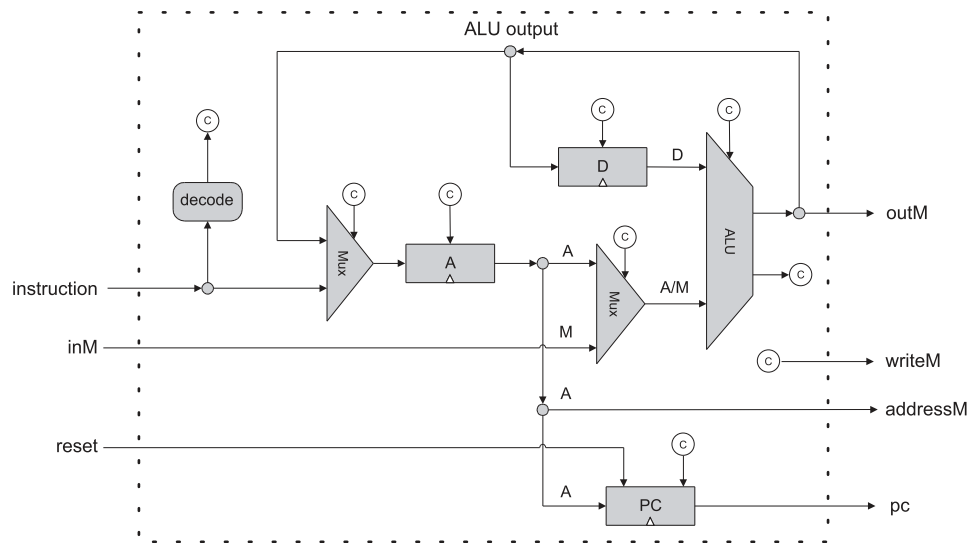 ALU output
C
C
C
D
D
decode
C
C
outM
ALU
C
A
A
Mux
Mux
C
A/M
instruction
M
inM
C
writeM
A
addressM
reset
C
A
PC
pc